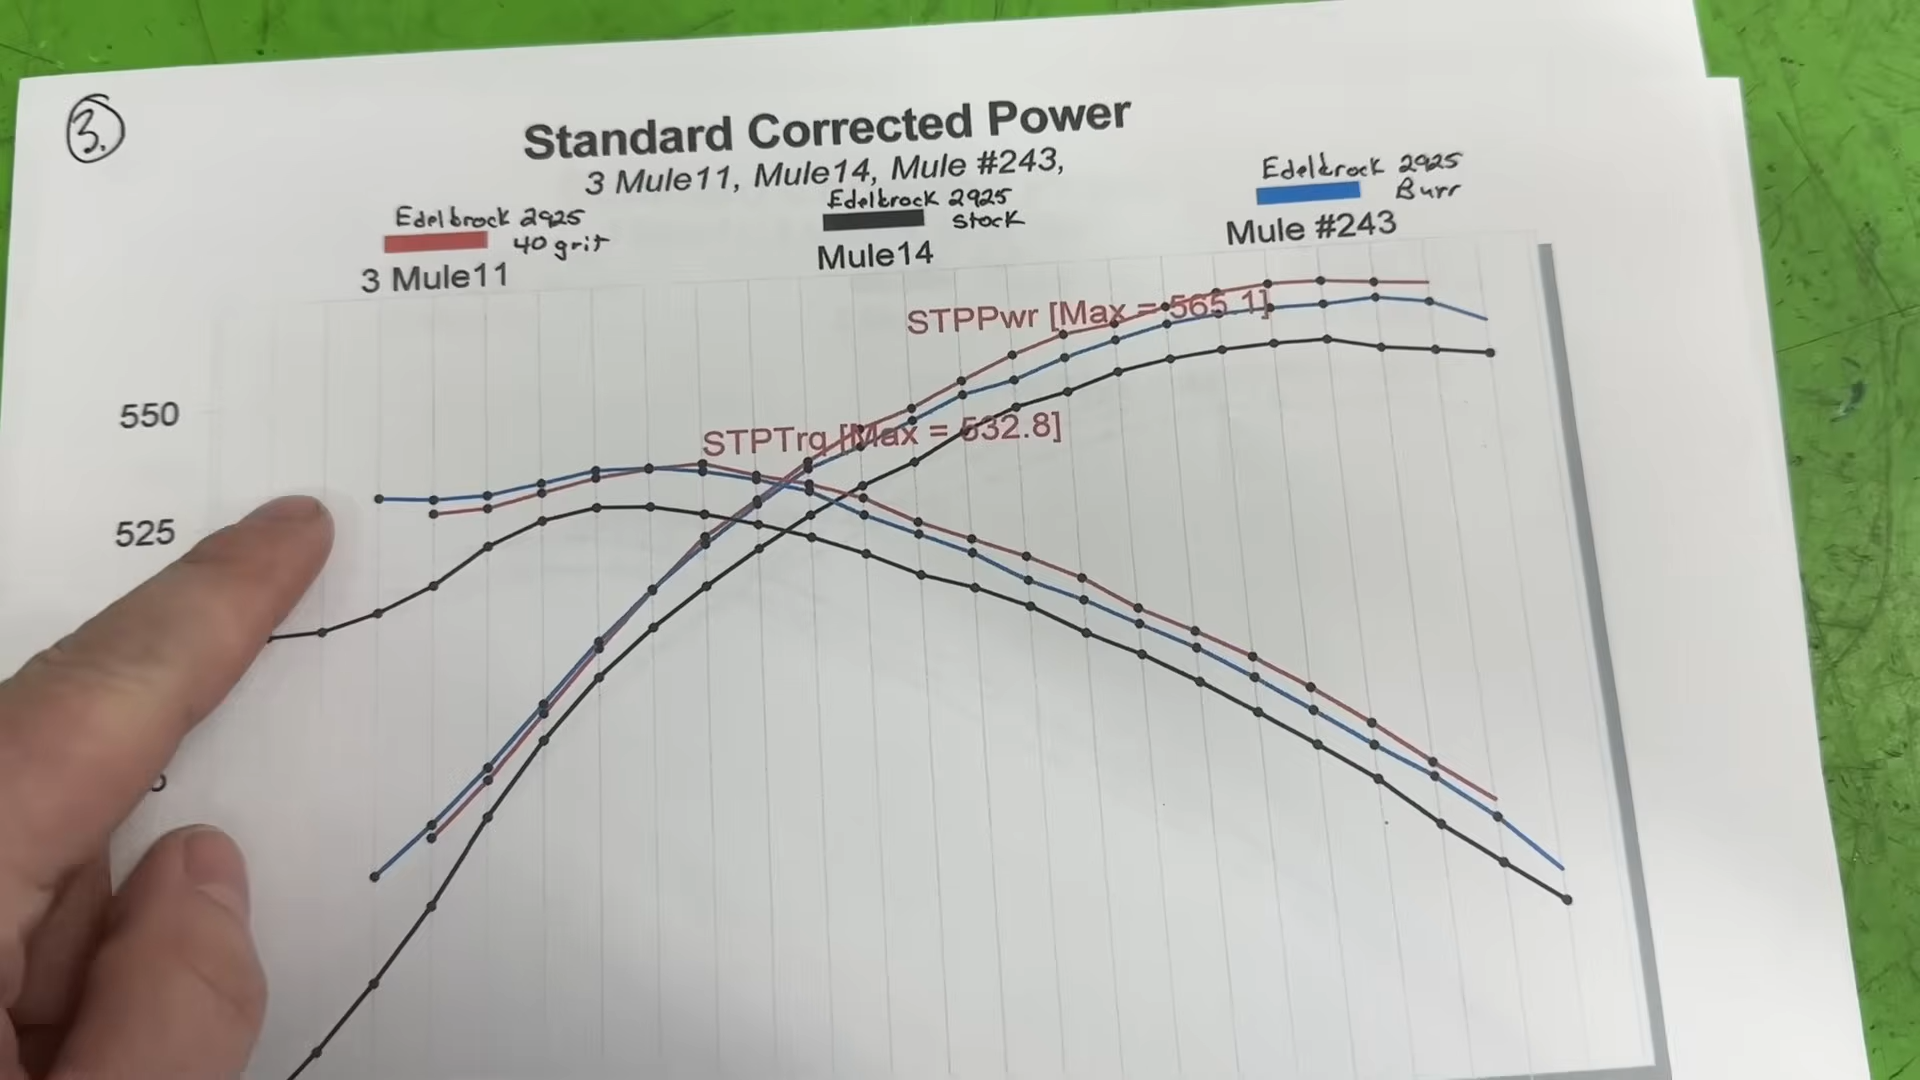 3.
Standard Corrected Power
3 Mule11, Mule14, Mule #243,
Edelbrock 2925
40 grit
3 Mule11
Edelbrock 2925
stock
Mule14
Edelbrock 2925
Burr
Mule #243
STPPwr [Max = 565.1]
STPTrq [Max = 532.8]
550
525